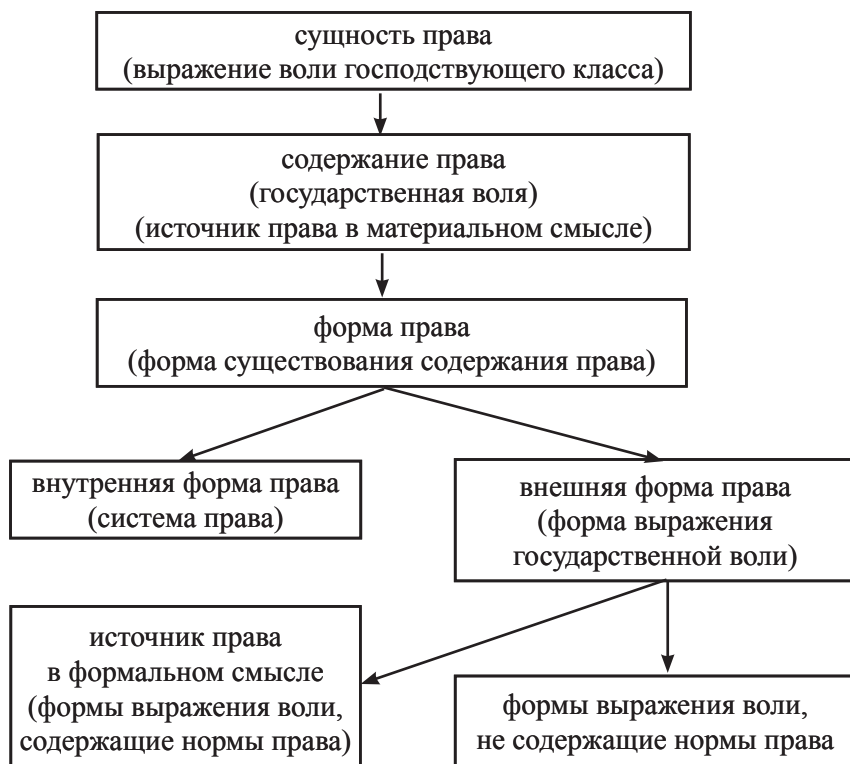 сущность права
(выражение воли господствующего класса)
содержание права
(государственная воля)
(источник права в материальном смысле)
форма права
(форма существования содержания права)
внутренняя форма права
(система права)
внешняя форма права
(форма выражения
государственной воли)
источник права
в формальном смысле
(формы выражения воли,
содержащие нормы права)
формы выражения воли,
не содержащие нормы права